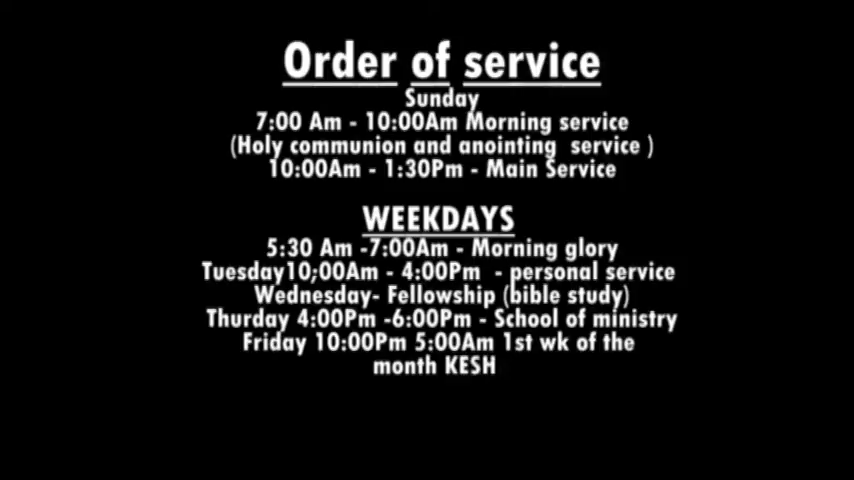 Order of service
Sunday
7:00 Am - 10:00Am Morning service
(Holy communion and anointing service )
10:00Am - 1:30Pm - Main Service
WEEKDAYS
5:30 Am -7:00Am - Morning glory
Tuesday10;00Am - 4:00Pm - personal service
Wednesday- Fellowship (bible study)
Thurday 4:00Pm -6:00Pm - School of ministry
Friday 10:00Pm 5:00Am 1st wk of the
month KESH